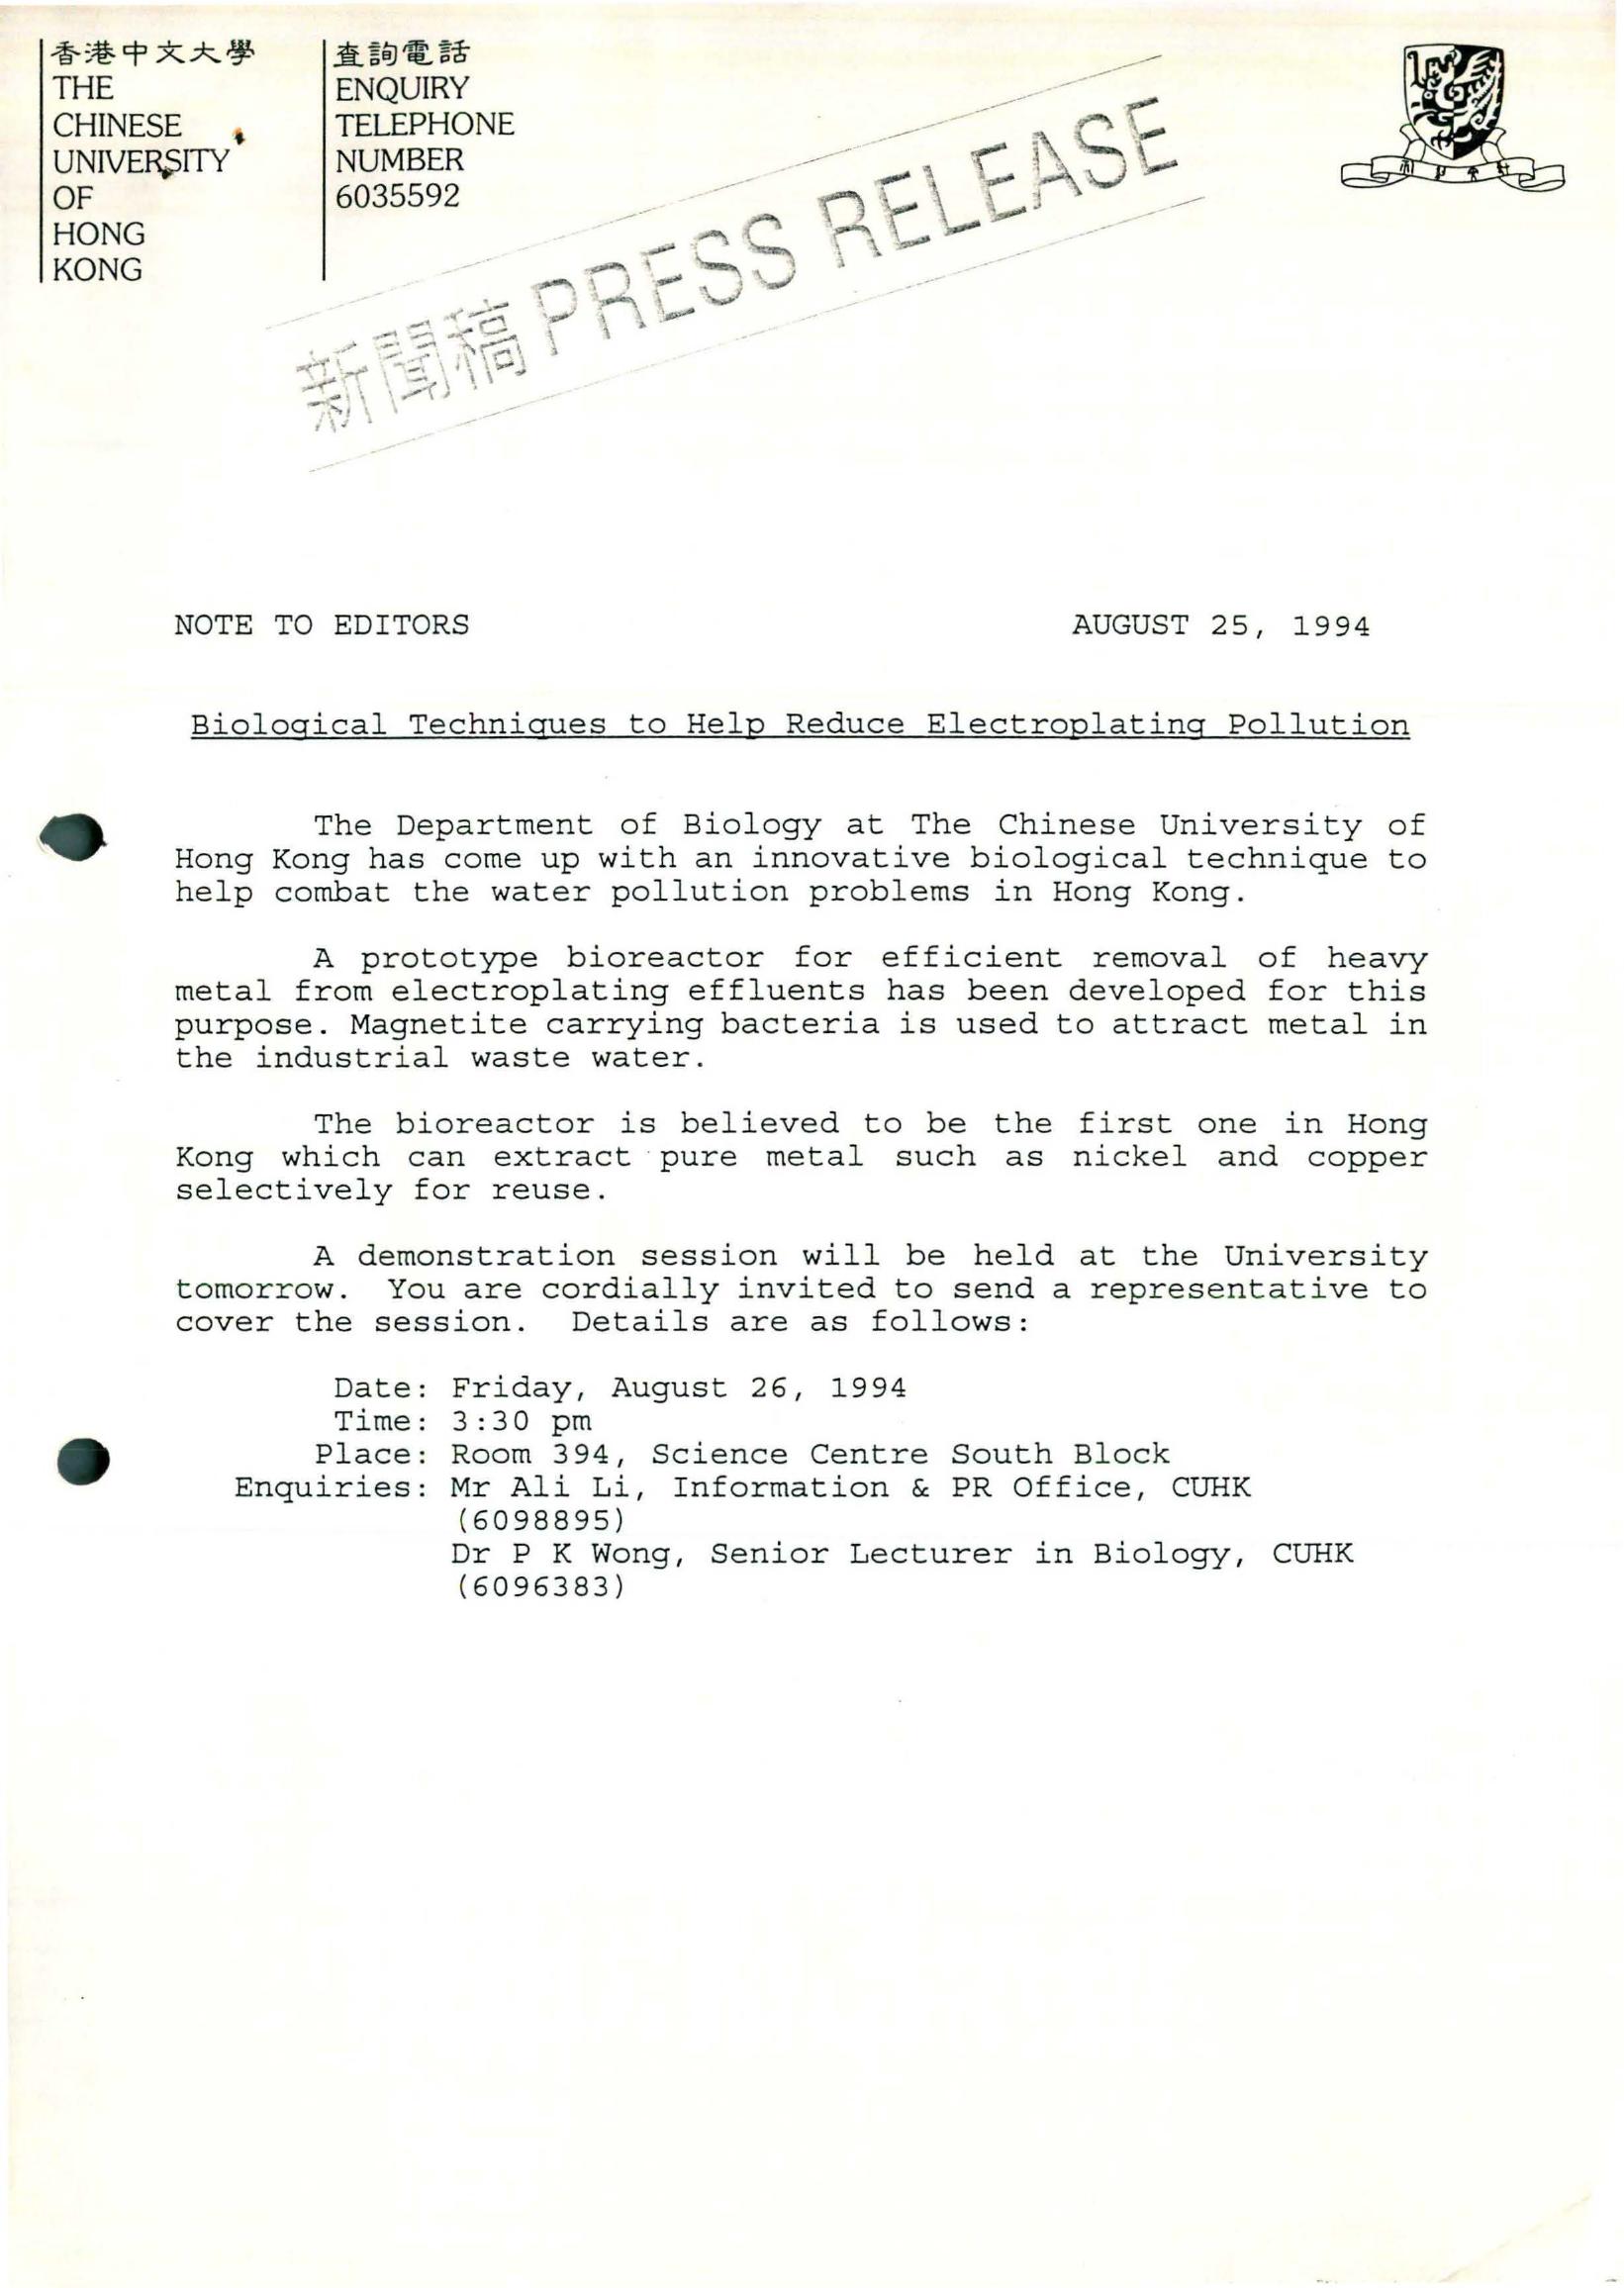 香港中文大學
THE
CHINESE
UNIVERSITY
OF
HONG
KONG
查詢電話
ENQUIRY
TELEPHONE
NUMBER
6035592
新聞稿 PRESS RELEASE
NOTE TO EDITORS AUGUST 25, 1994
Biological Techniques to Help Reduce Electroplating Pollution
The Department of Biology at The Chinese University of
Hong Kong has come up with an innovative biological technique to
help combat the water pollution problems in Hong Kong.
A prototype bioreactor for efficient removal of heavy
metal from electroplating effluents has been developed for this
purpose. Magnetite carrying bacteria is used to attract metal in
the industrial waste water.
The bioreactor is believed to be the first one in Hong
Kong which can extract pure metal such as nickel and copper
selectively for reuse.
A demonstration session will be held at the University
tomorrow. You are cordially invited to send a representative to
cover the session. Details are as follows:
Date: Friday, August 26, 1994
Time: 3:30 pm
Place: Room 394, Science Centre South Block
Enquiries: Mr Ali Li, Information & PR Office, CUHK
(6098895)
Dr P K Wong, Senior Lecturer in Biology, CUHK
(6096383)